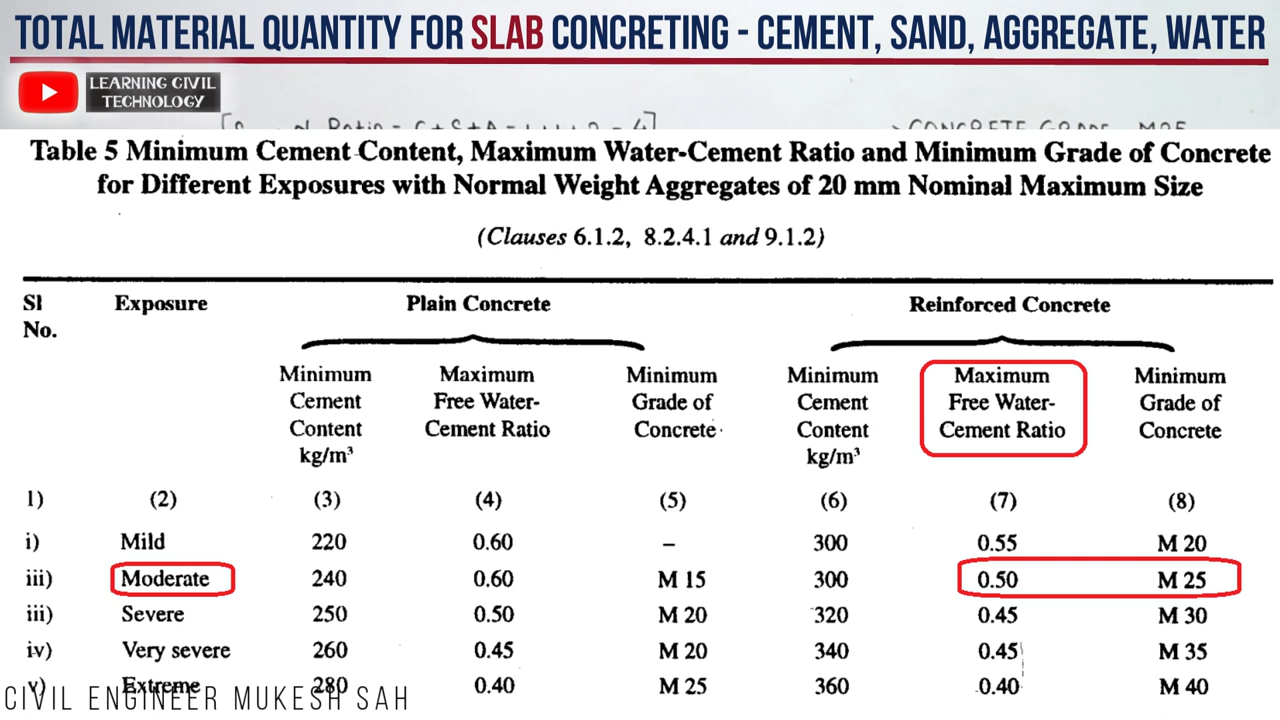 TOTAL MATERIAL QUANTITY FOR SLAB CONCRETING - CEMENT, SAND, AGGREGATE, WATER
LEARNING CIVIL
TECHNOLOGY
Table 5 Minimum Cement Content, Maximum Water-Cement Ratio and Minimum Grade of Concrete
for Different Exposures with Normal Weight Aggregates of 20 mm Nominal Maximum Size
(Clauses 6.1.2, 8.2.4.1 and 9.1.2)
Sl Exposure Plain Concrete Reinforced Concrete
No.
Minimum Maximum Minimum Minimum Maximum Minimum
Cement Free Water- Grade of Cement Free Water- Grade of
Content Cement Ratio Concrete Content Cement Ratio Concrete
kg/m³ kg/m³
1) (2) (3) (4) (5) (6) (7) (8)
i) Mild 220 0.60 – 300 0.55 M 20
iii) Moderate 240 0.60 M 15 300 0.50 M 25
iii) Severe 250 0.50 M 20 320 0.45 M 30
iv) Very severe 260 0.45 M 20 340 0.45 M 35
v) Extreme 280 0.40 M 25 360 0.40 M 40
CIVIL ENGINEER MUKESH SAH